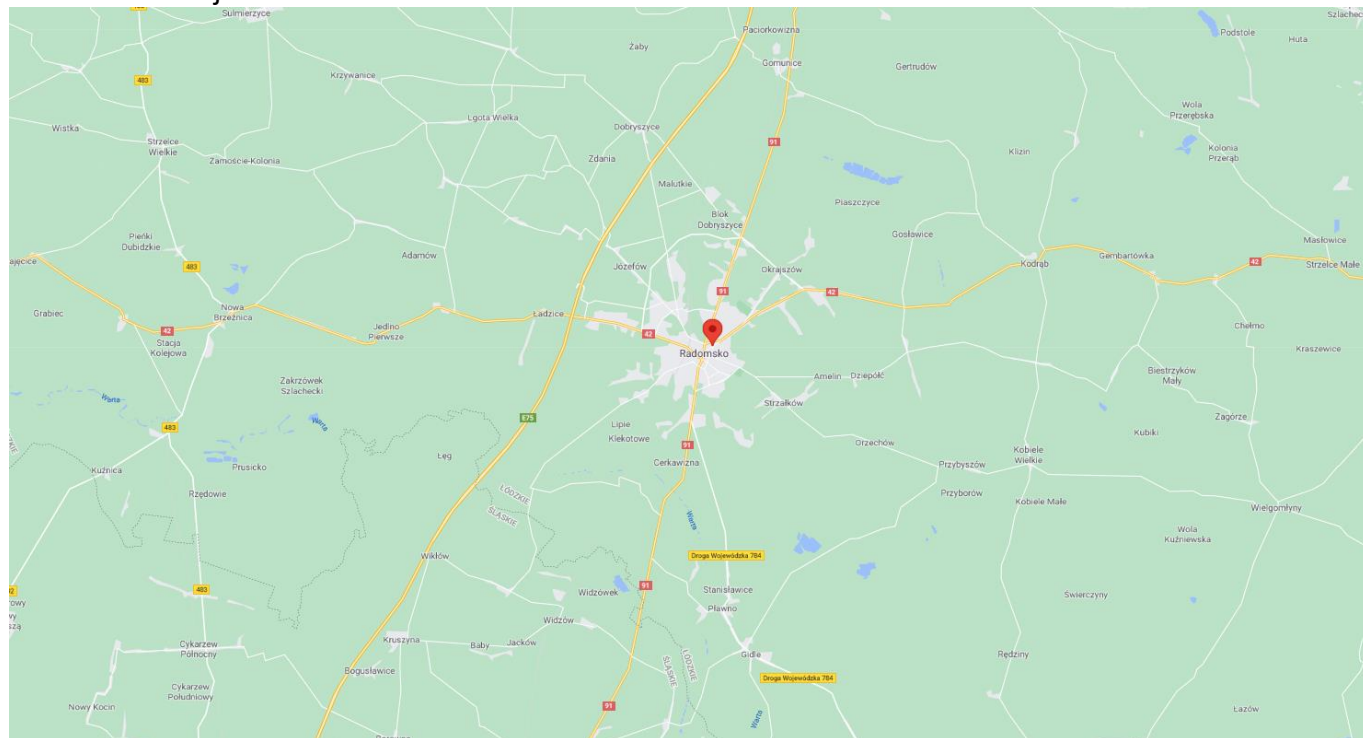 Sulmierzyce
Paciorkowizna
Szlachec
Podstole
Huta
Żaby
Gomunice
Gertrudów
Krzywanice
483
Lgota Wielka
Wola
Przerębska
Wistka
Dobryszyce
Strzelce
Wielkie
91
Kolonia
Przerąb
Klizin
Zamoście-Kolonia
Zdania
Malutkie
Piaszczyce
Blok
Dobryszyce
Pieńki
Dubidzkie
Gosławice
Masłowice
Adamów
Gembartówka
ajęcice
483
Józefów
Okrajszów
Kodrąb
42
Strzelce Małe
91
42
Nowa
Brzeźnica
Grabiec
Ładzice
Jedlno
Pierwsze
42
Stacja
Kolejowa
42
Chełmo
Radomsko
Kraszewice
Zakrzówek
Szlachecki
Amelin
Dziepółć
Biestrzyków
Mały
Warta
Strzałków
E75
Warta
Zagórze
483
Lipie
Klekotowe
Kubiki
91
Orzechów
Kobiele
Wielkie
Łęg
Cerkawizna
Przybyszów
Kuźnica
Prusicko
ŁÓDZKIE
Rzędowie
ŚLĄSKIE
Przyborów
Kobiele Małe
Wielgomłyny
Warta
Wola
Kuźniewska
Wikłów
Droga Wojewódzka 784
483
91
Widzówek
Stanisławice
Świerczyny
Pławno
Widzów
Kruszyna
Baby
Jacków
Cykarzew
Północny
Gidle
Rędziny
ŚLĄSKIE
ŁÓDZKIE
Bogusławice
Droga Wojewódzka 784
Cykarzew
Południowy
Nowy Kocin
91
Warta
Łazów